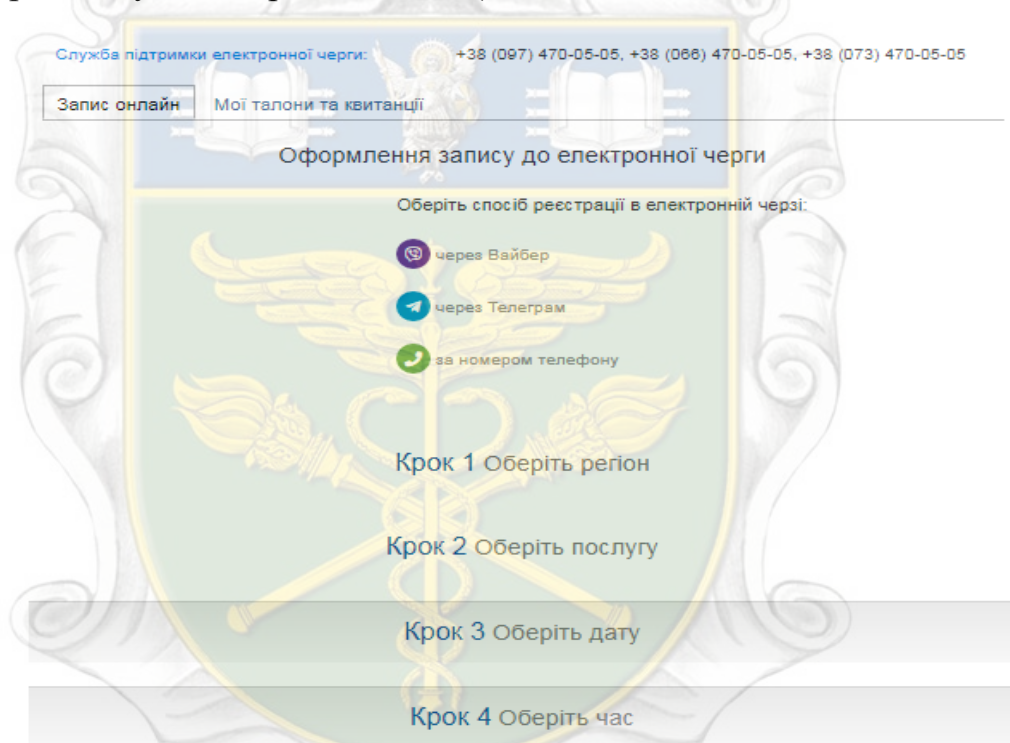 Служба підтримки електронної черги: +38 (097) 470-05-05, +38 (066) 470-05-05, +38 (073) 470-05-05
Запис онлайн Мої талони та квитанції
Оформлення запису до електронної черги
Оберіть спосіб реєстрації в електронній черзі:
через Вайбер
через Телеграм
за номером телефону
Крок 1 Оберіть регіон
Крок 2 Оберіть послугу
Крок 3 Оберіть дату
Крок 4 Оберіть час